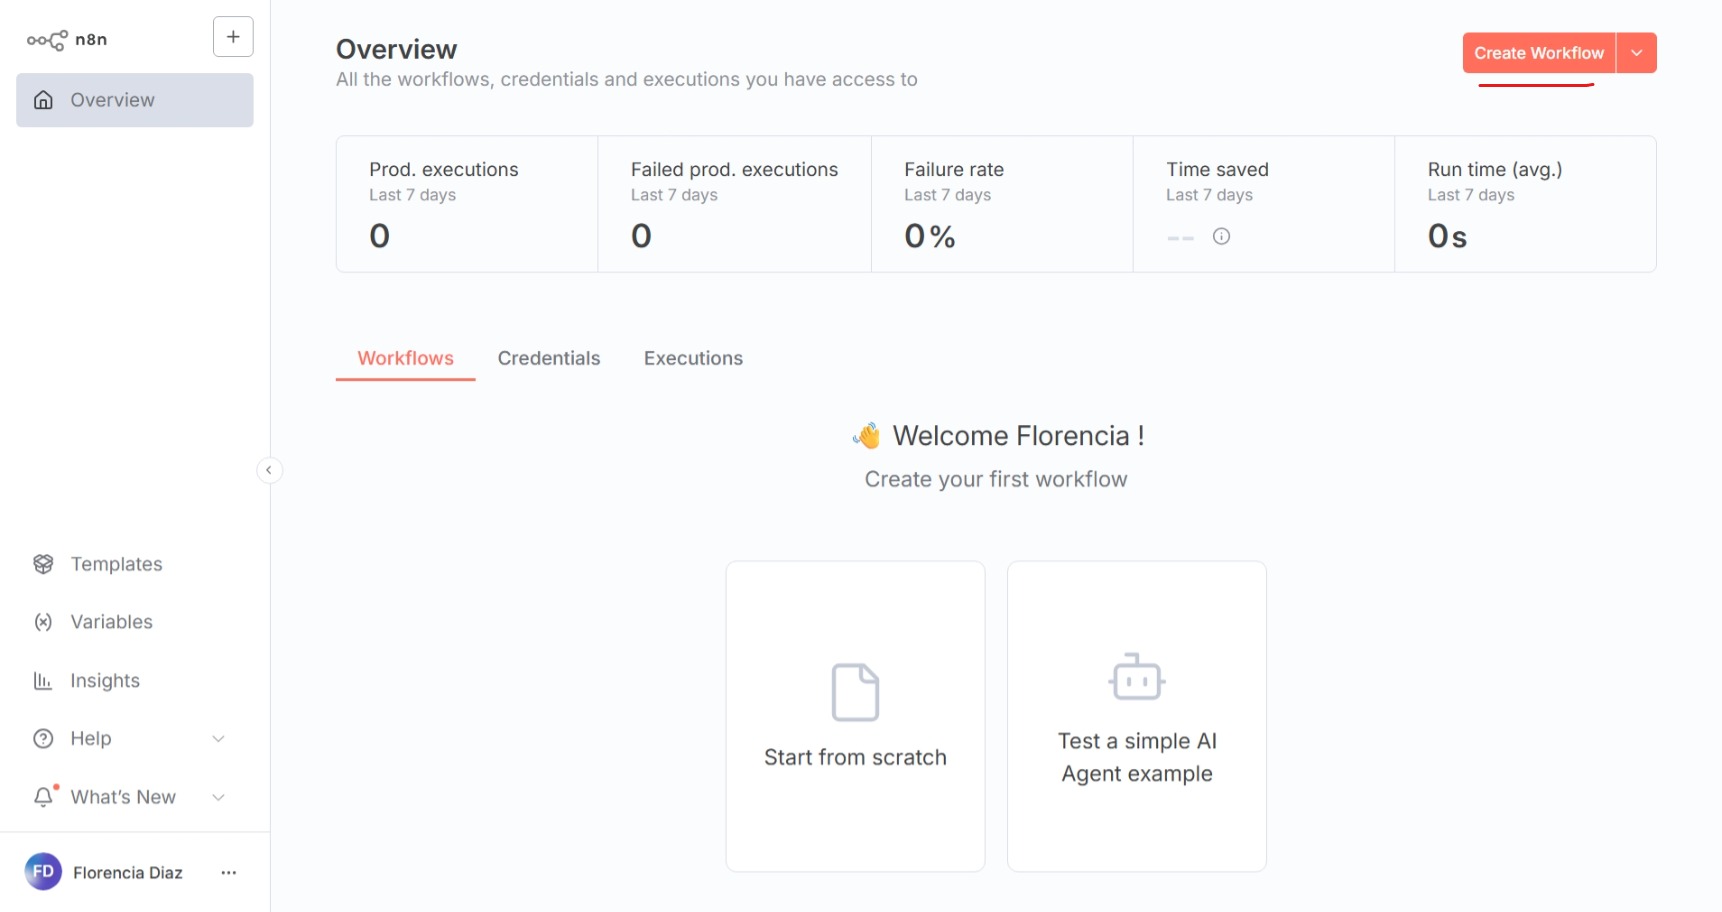 n8n
Overview
Templates
Variables
Insights
Help
What's New
FD
Florencia Diaz
Overview
All the workflows, credentials and executions you have access to
Create Workflow
Prod. executions
Last 7 days
0
Failed prod. executions
Last 7 days
0
Failure rate
Last 7 days
0%
Time saved
Last 7 days
--
Run time (avg.)
Last 7 days
0s
Workflows
Credentials
Executions
👋 Welcome Florencia !
Create your first workflow
Start from scratch
Test a simple AI
Agent example